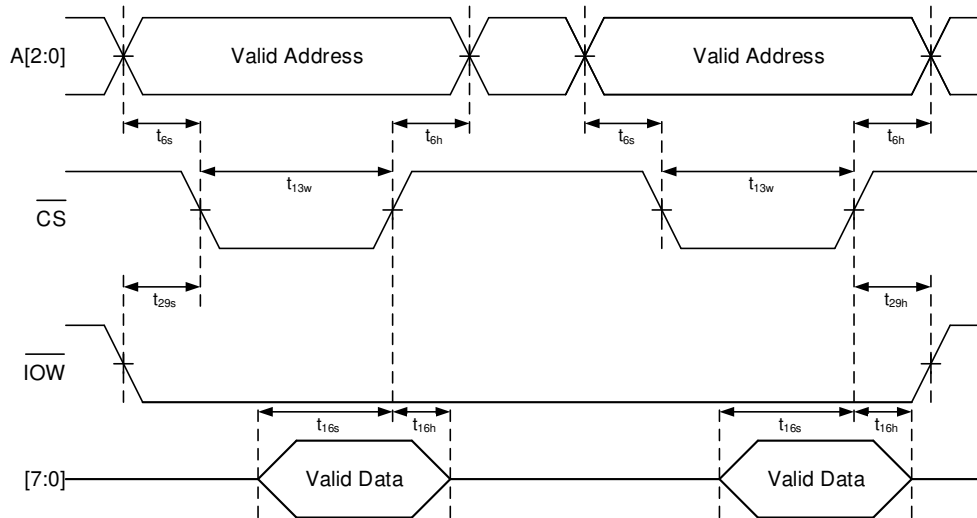 A[2:0] Valid Address Valid Address
t6s t6h t6s t6h
t13w t13w
CS
t29s t29h
IOW
t16s t16h t16s t16h
[7:0] Valid Data Valid Data